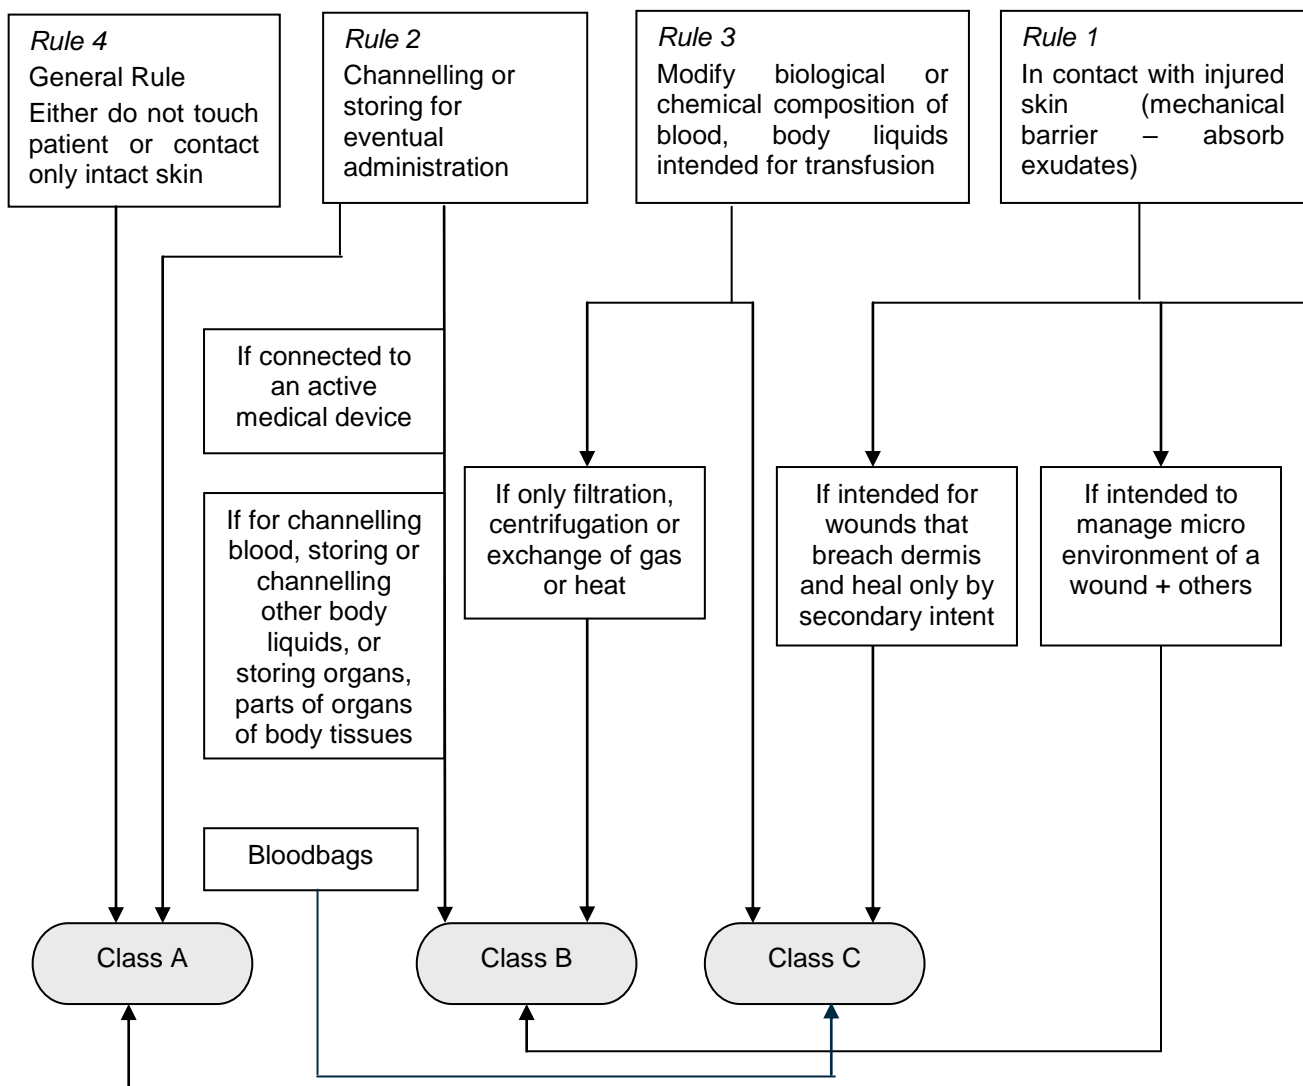 Rule 4
General Rule
Either do not touch
patient or contact
only intact skin
Rule 2
Channelling or
storing for
eventual
administration
Rule 3
Modify biological or
chemical composition of
blood, body liquids
intended for transfusion
Rule 1
In contact with injured
skin (mechanical
barrier – absorb
exudates)
If connected to
an active
medical device
If for channelling
blood, storing or
channelling
other body
liquids, or
storing organs,
parts of organs
of body tissues
If only filtration,
centrifugation or
exchange of gas
or heat
If intended for
wounds that
breach dermis
and heal only by
secondary intent
If intended to
manage micro
environment of a
wound + others
Bloodbags
Class A
Class B
Class C